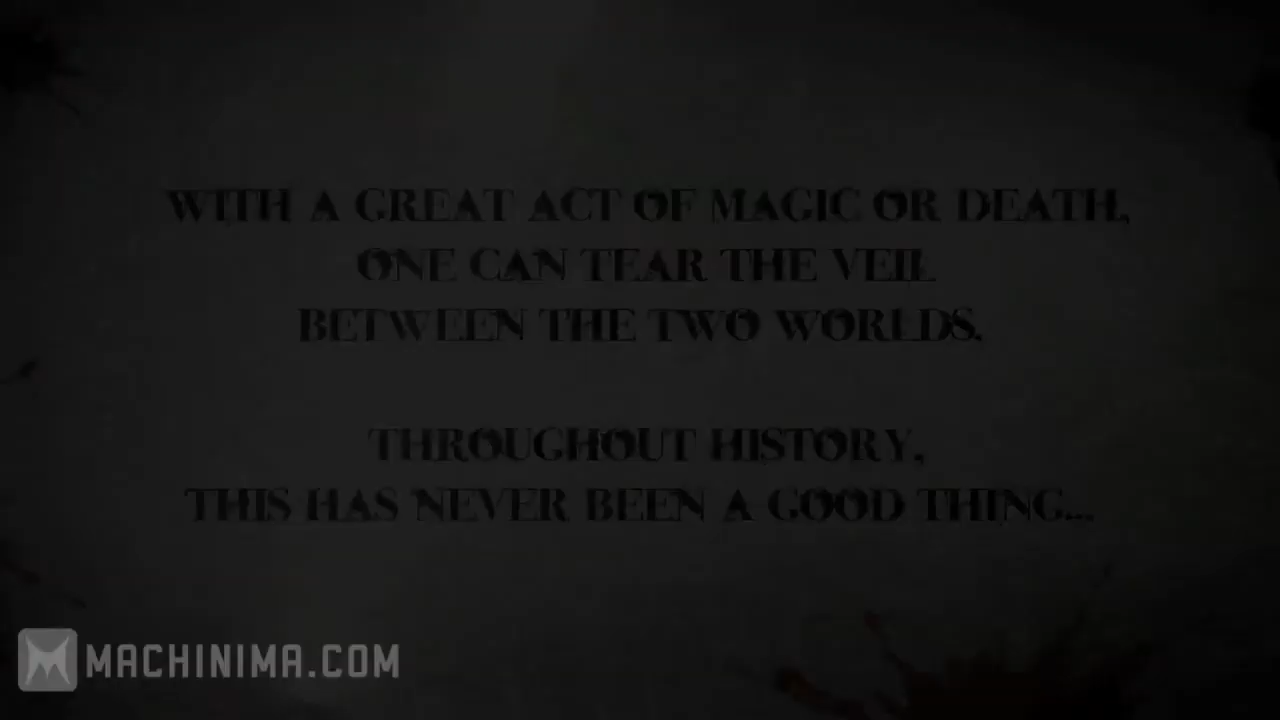 WITH A GREAT ACT OF MAGIC OR DEATH,
ONE CAN TEAR THE VEIL
BETWEEN THE TWO WORLDS.
THROUGHOUT HISTORY,
THIS HAS NEVER BEEN A GOOD THING...
MACHINIMA.COM